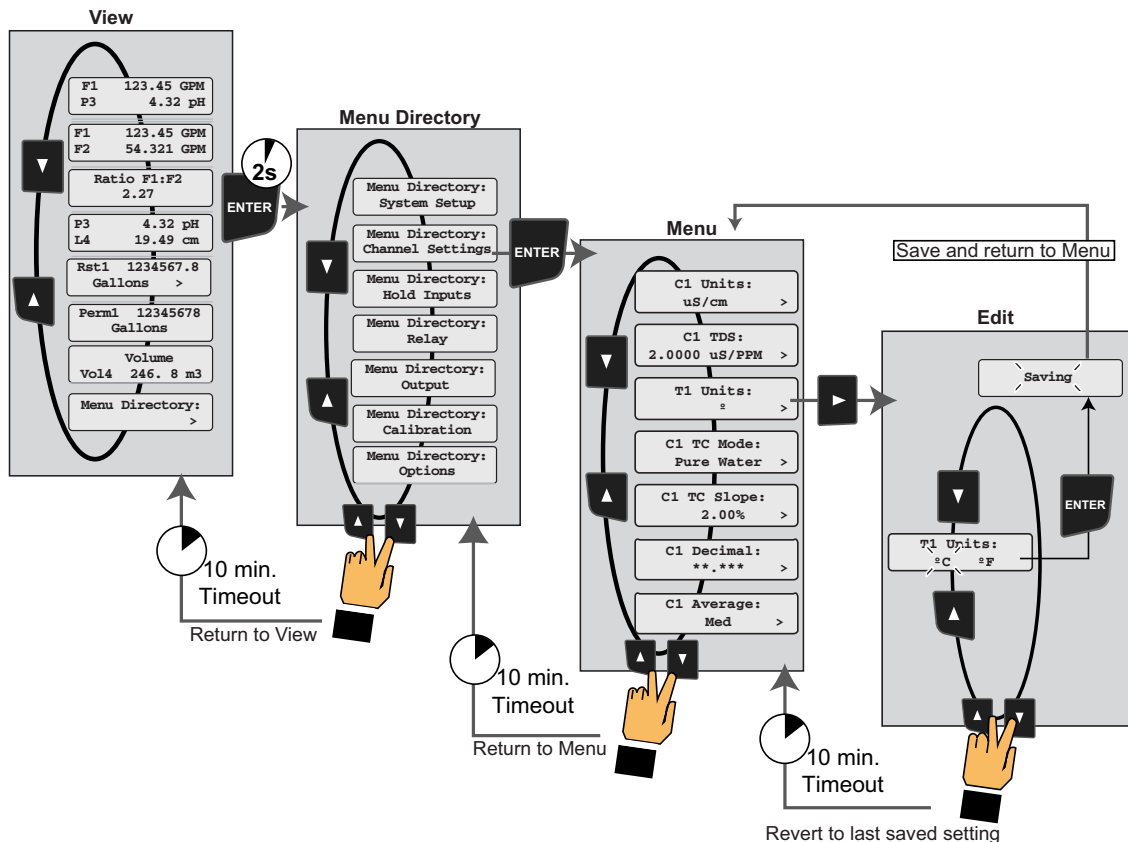 View
F1 123.45 GPM
P3 4.32 pH
F1 123.45 GPM
F2 54.321 GPM
Ratio F1:F2
2.27
P3 4.32 pH
L4 19.49 cm
Rst1 1234567.8
Gallons >
Perm1 12345678
Gallons
Volume
Vol4 246. 8 m3
Menu Directory:
>
2s
ENTER
10 min.
Timeout
Return to View
Menu Directory
Menu Directory:
System Setup
Menu Directory:
Channel Settings
Menu Directory:
Hold Inputs
Menu Directory:
Relay
Menu Directory:
Output
Menu Directory:
Calibration
Menu Directory:
Options
ENTER
10 min.
Timeout
Return to Menu
Menu
C1 Units:
uS/cm >
C1 TDS:
2.0000 uS/PPM >
T1 Units:
º >
C1 TC Mode:
Pure Water >
C1 TC Slope:
2.00% >
C1 Decimal:
**.*** >
C1 Average:
Med >
10 min.
Timeout
Revert to last saved setting
Save and return to Menu
Edit
Saving
ENTER
T1 Units:
ºC ºF